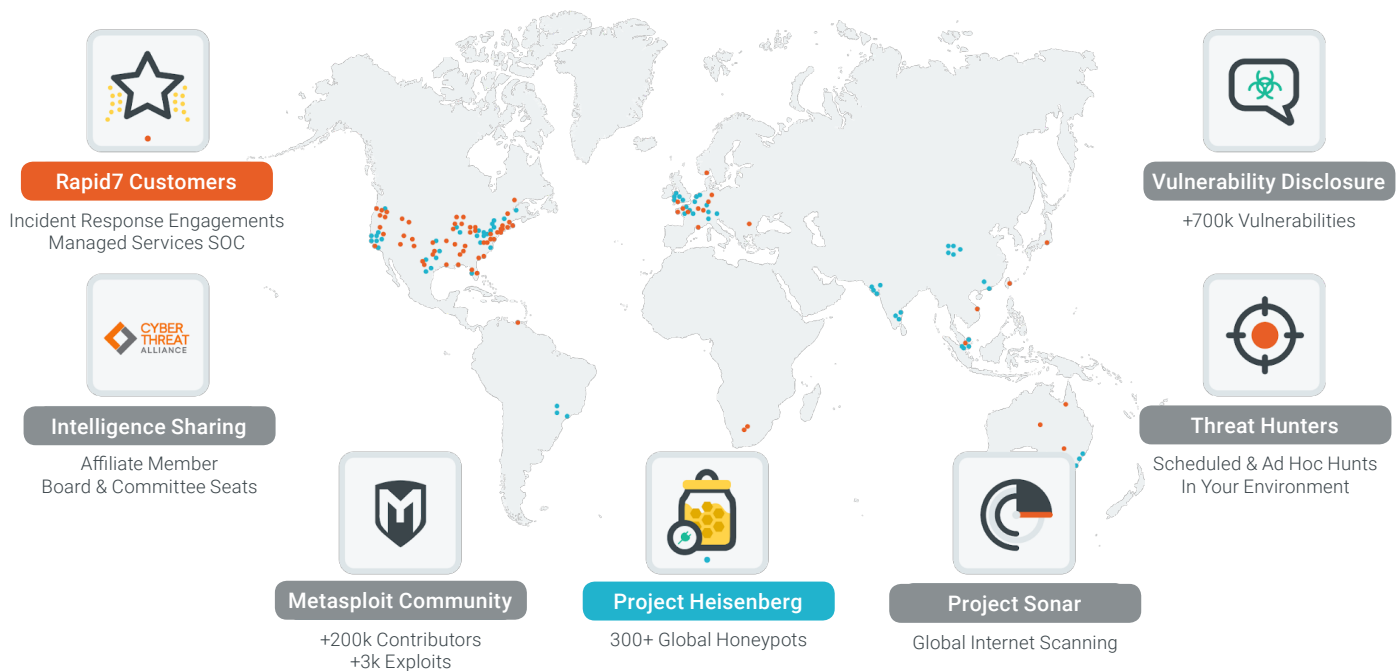 Rapid7 Customers
Incident Response Engagements
Managed Services SOC
CYBER
THREAT
ALLIANCE
Intelligence Sharing
Affiliate Member
Board & Committee Seats
M
Metasploit Community
+200k Contributors
+3k Exploits
Project Heisenberg
300+ Global Honeypots
Project Sonar
Global Internet Scanning
Vulnerability Disclosure
+700k Vulnerabilities
Threat Hunters
Scheduled & Ad Hoc Hunts
In Your Environment